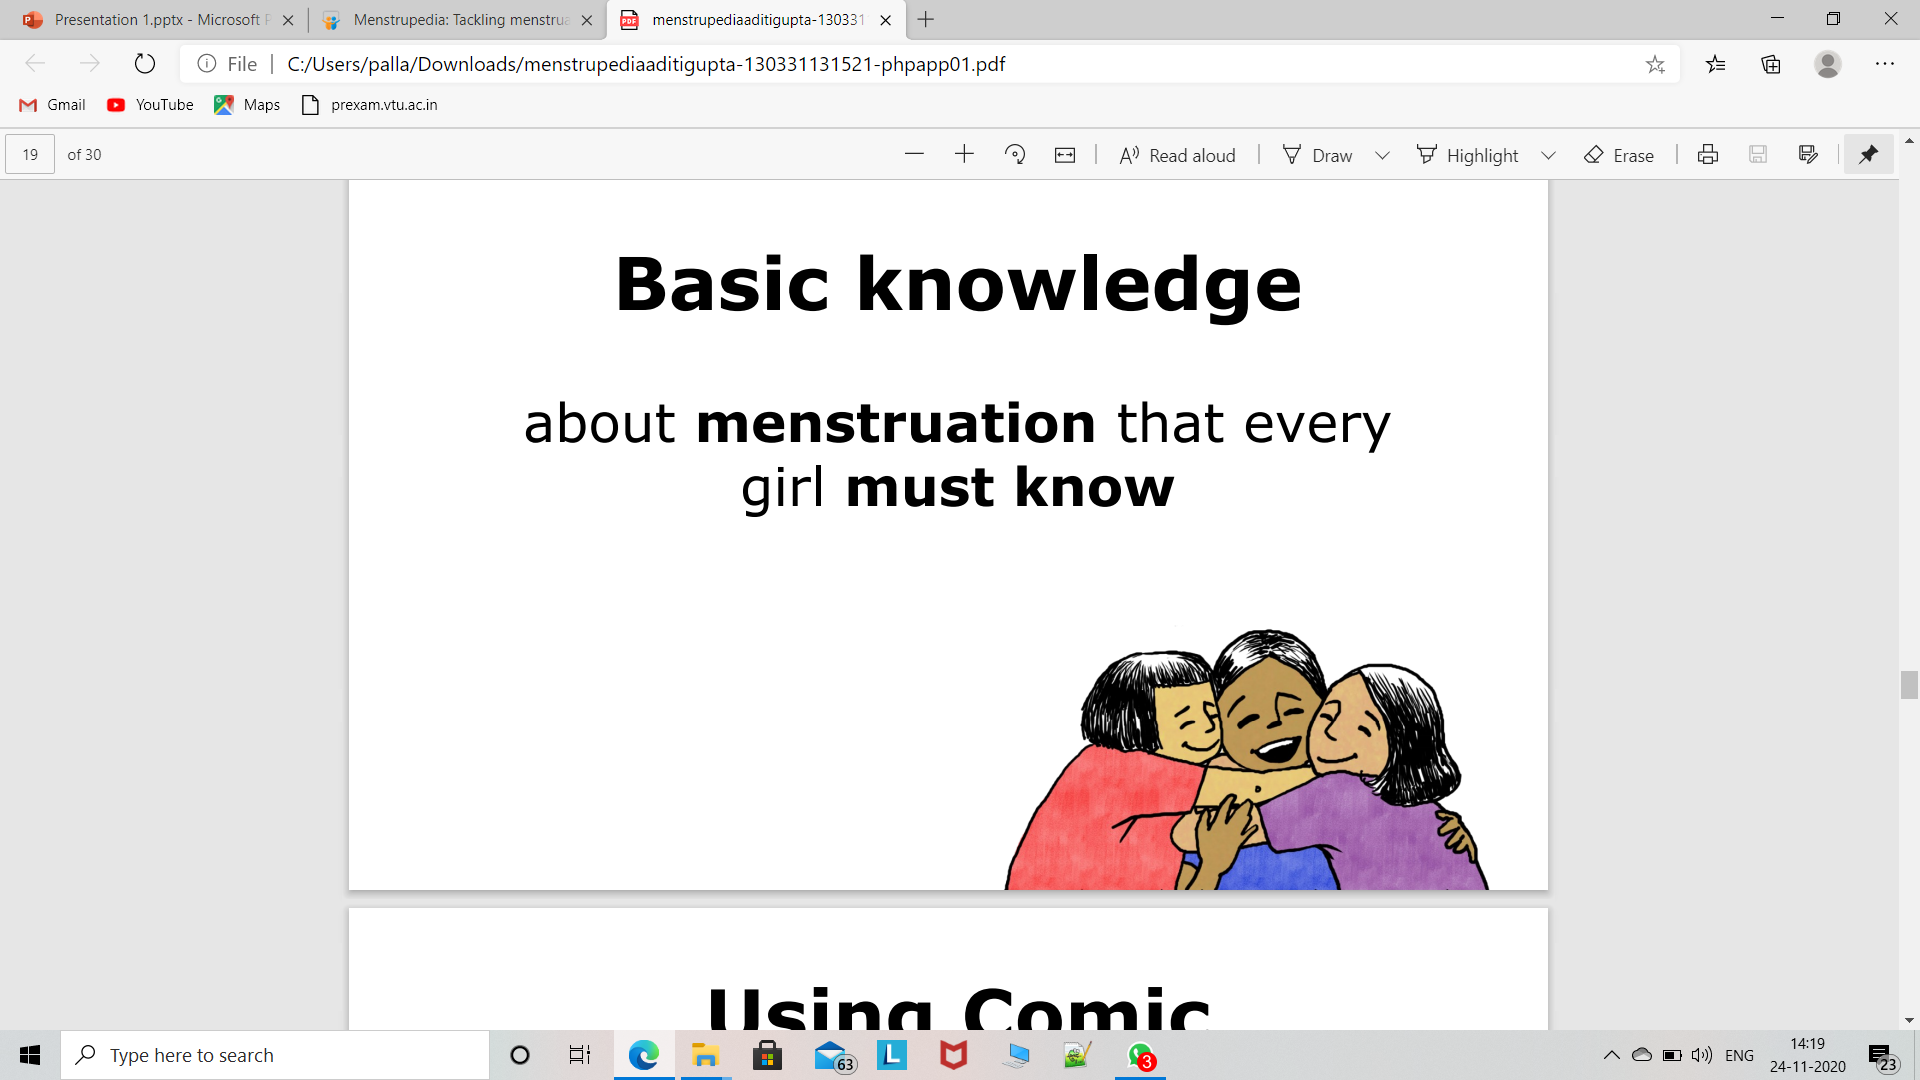 Presentation 1.pptx - Microsoft P
Menstrupedia: Tackling menstrua
menstrupediaaditigupta-130331
File
C:/Users/palla/Downloads/menstrupediaaditigupta-130331131521-phpapp01.pdf
Gmail
YouTube
Maps
prexam.vtu.ac.in
19 of 30
Read aloud
Draw
Highlight
Erase
Basic knowledge
about menstruation that every
girl must know
Using Comic
Type here to search
63
L
3
ENG
14:19
24-11-2020
23